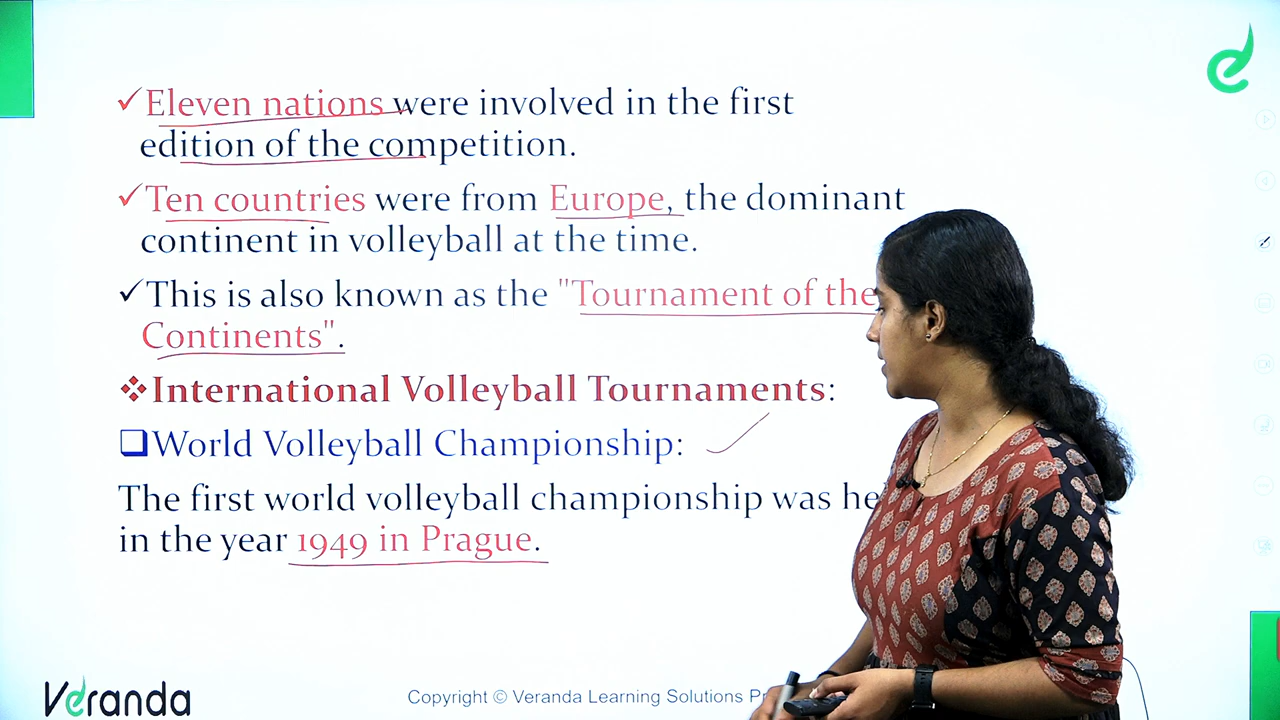 Eleven nations were involved in the first
edition of the competition.
Ten countries were from Europe, the dominant
continent in volleyball at the time.
This is also known as the "Tournament of the
Continents".
International Volleyball Tournaments:
World Volleyball Championship:
The first world volleyball championship was he
in the year 1949 in Prague.
Veranda
Copyright © Veranda Learning Solutions